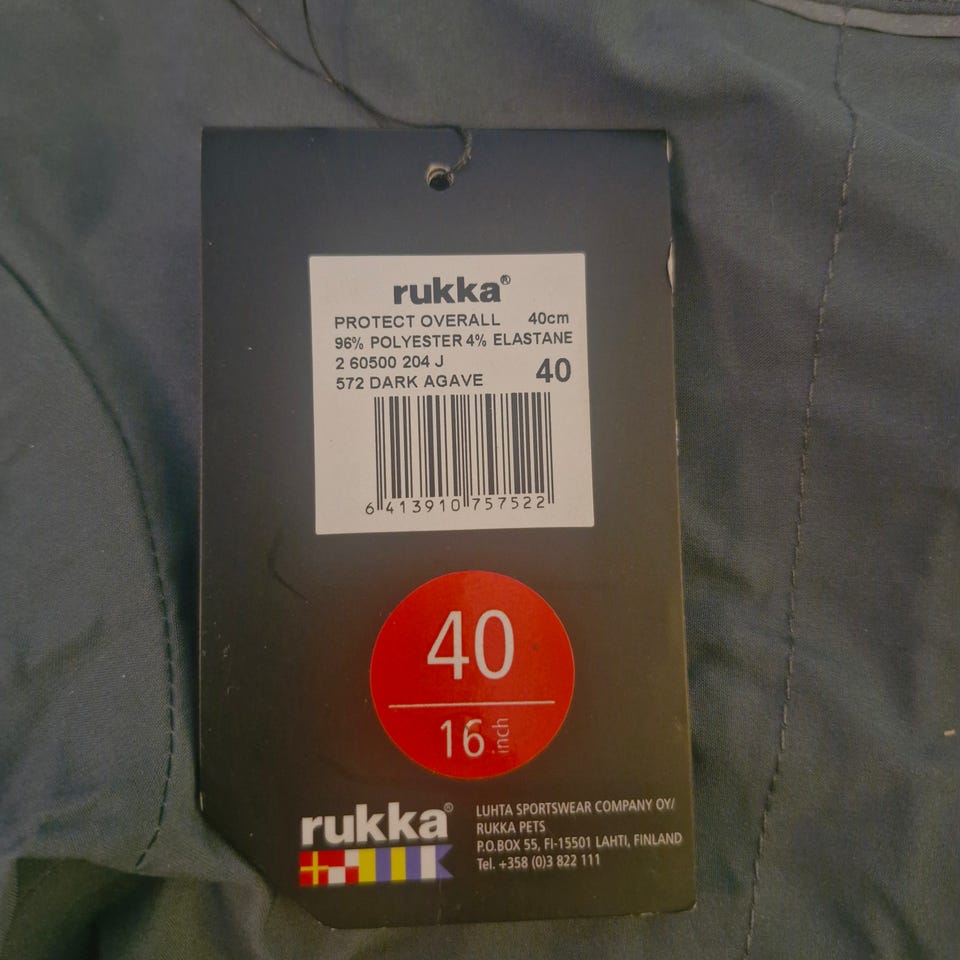 rukka®
PROTECT OVERALL 40cm
96% POLYESTER 4% ELASTANE
2 60500 204 J
572 DARK AGAVE 40
6 413910 757522
40
16 inch
rukka®
LUHTA SPORTSWEAR COMPANY OY/
RUKKA PETS
P.O.BOX 55, FI-15501 LAHTI, FINLAND
Tel. +358 (0)3 822 111